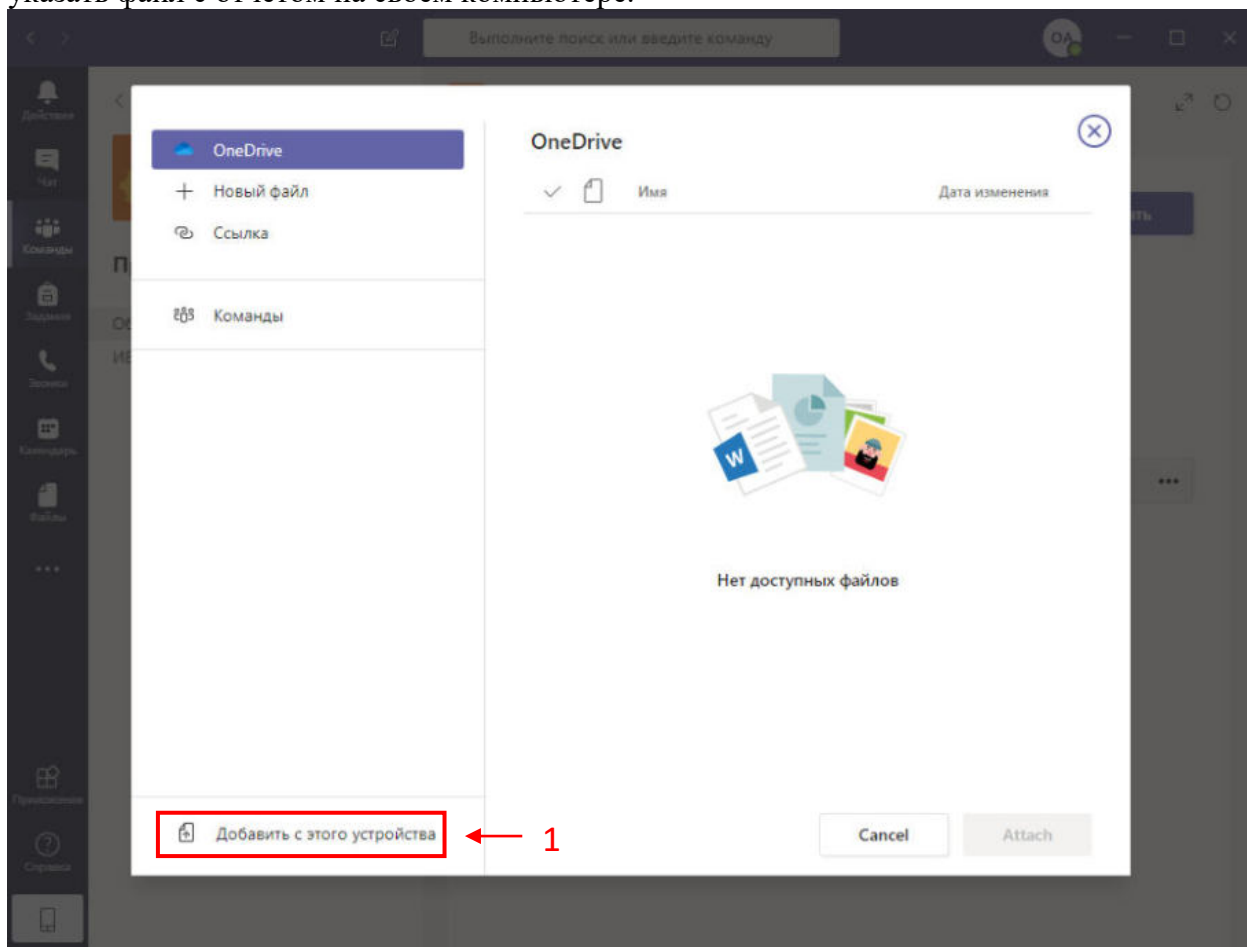 указать файл с отчетом на своем компьютере.
Выполните поиск или введите команду
OA
Действия
Чат
Команды
Задания
Звонки
Календарь
Файлы
Приложения
Справка
OneDrive
Новый файл
Ссылка
Команды
Добавить с этого устройства
1
OneDrive
Имя
Дата изменения
W
Нет доступных файлов
Cancel
Attach